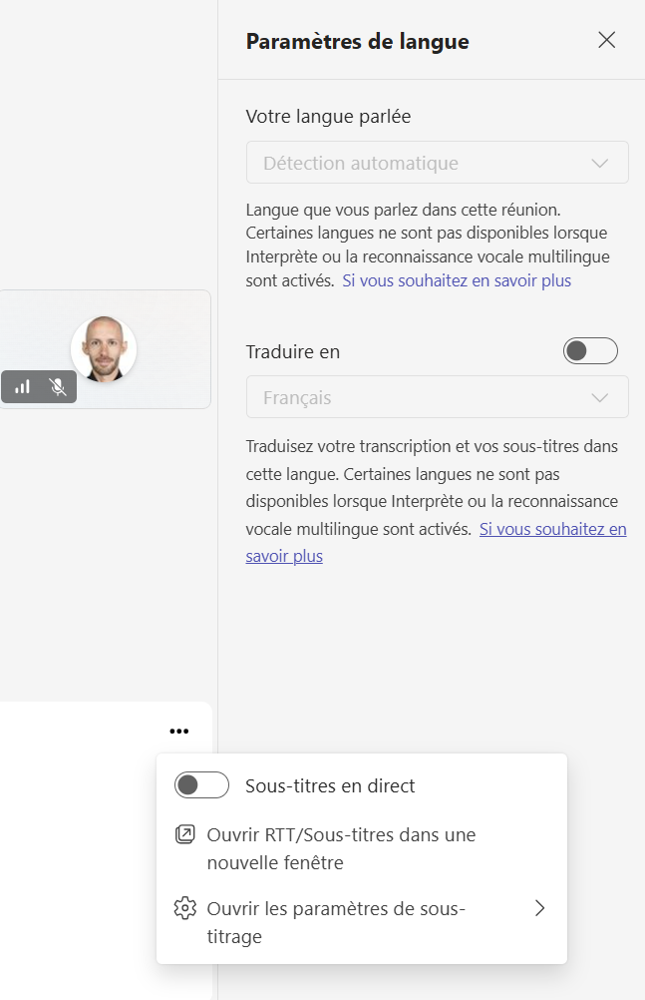 Paramètres de langue
Votre langue parlée
Détection automatique
Langue que vous parlez dans cette réunion.
Certaines langues ne sont pas disponibles lorsque
Interprète ou la reconnaissance vocale multilingue
sont activés. Si vous souhaitez en savoir plus
Traduire en
Français
Traduisez votre transcription et vos sous-titres dans
cette langue. Certaines langues ne sont pas
disponibles lorsque Interprète ou la reconnaissance
vocale multilingue sont activés. Si vous souhaitez en
savoir plus
Sous-titres en direct
Ouvrir RTT/Sous-titres dans une
nouvelle fenêtre
Ouvrir les paramètres de sous-
titrage